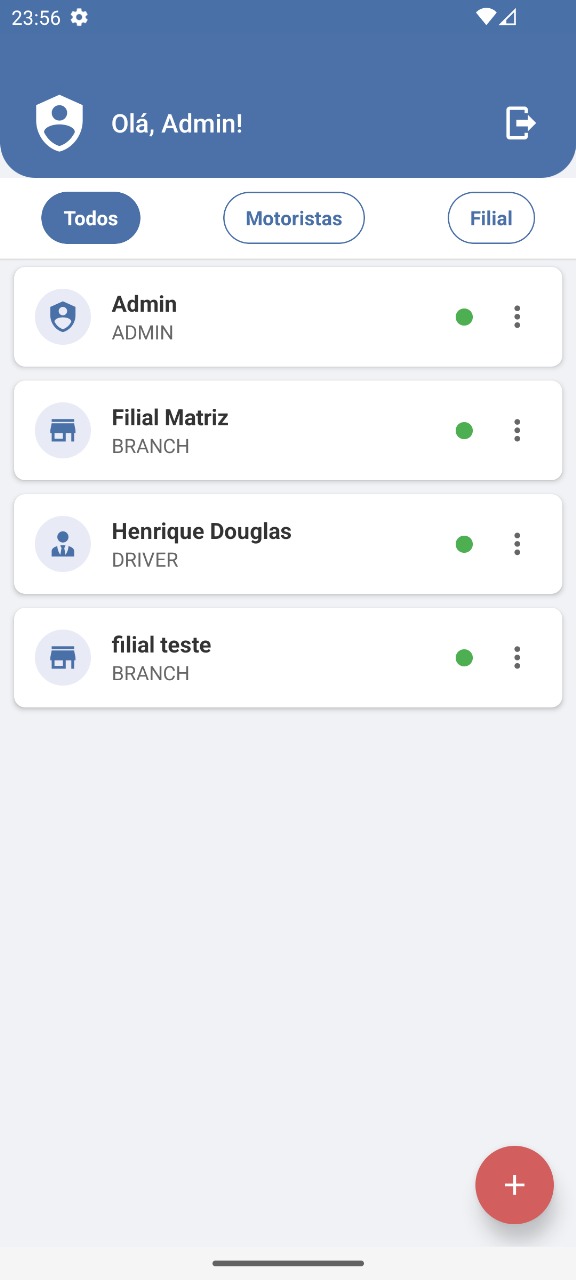 23:56
Olá, Admin!
Todos
Motoristas
Filial
Admin
ADMIN
Filial Matriz
BRANCH
Henrique Douglas
DRIVER
filial teste
BRANCH
+